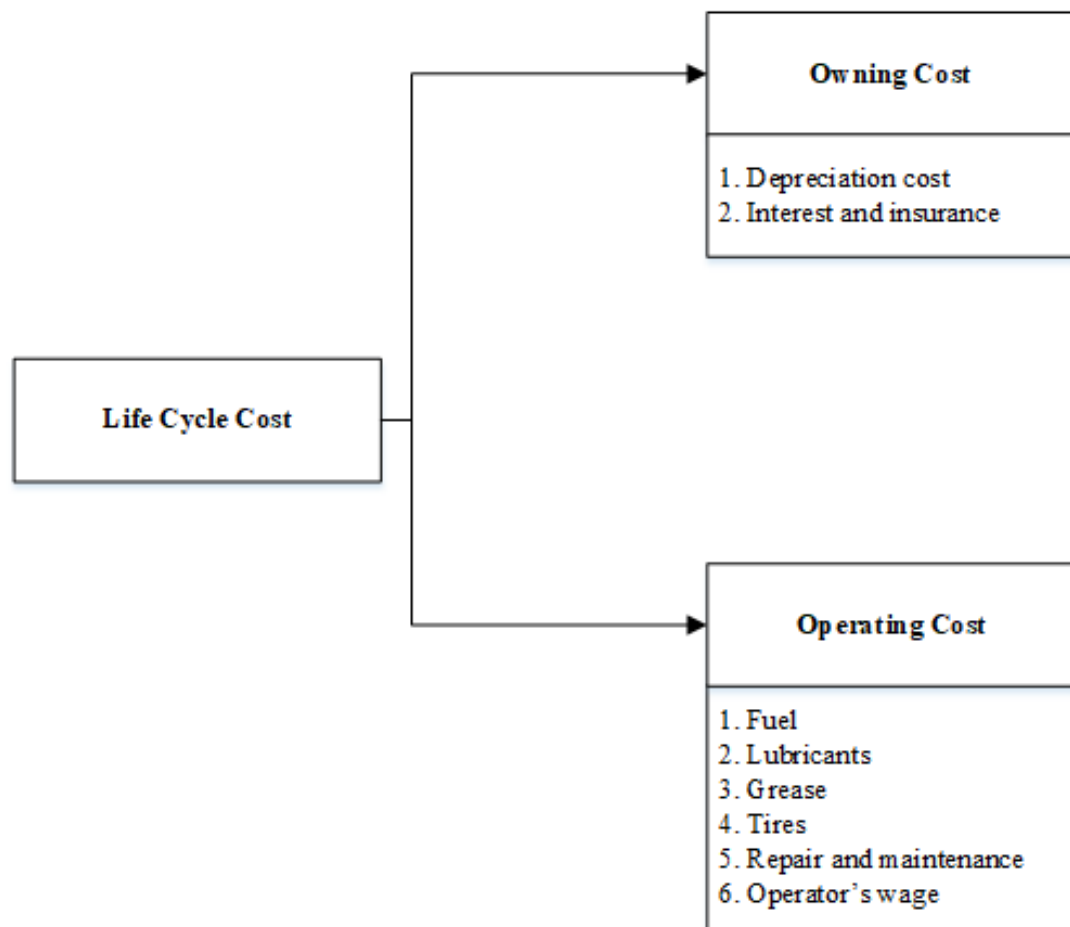 Owning Cost
1. Depreciation cost
2. Interest and insurance
Life Cycle Cost
Operating Cost
1. Fuel
2. Lubricants
3. Grease
4. Tires
5. Repair and maintenance
6. Operator’s wage